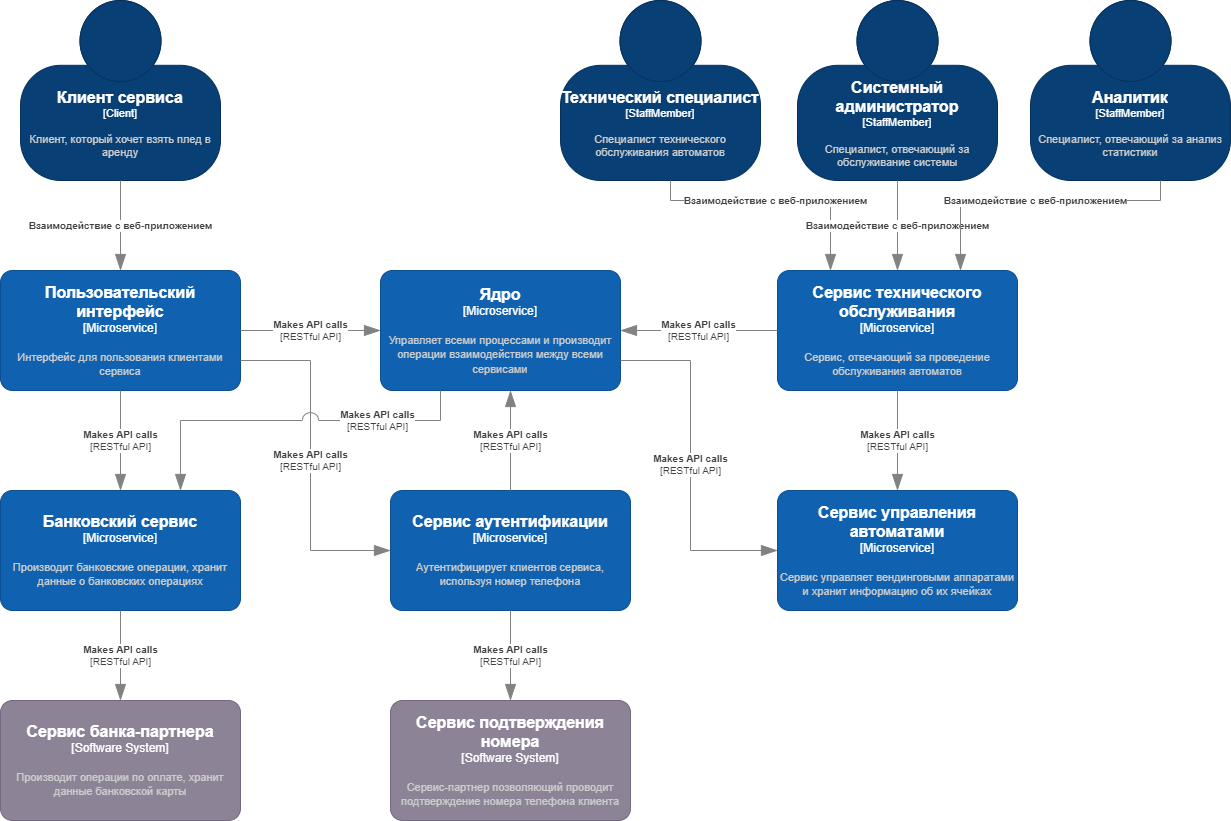 Клиент сервиса
[Client]
Клиент, который хочет взять плед в
аренду
Технический специалист
[StaffMember]
Специалист технического
обслуживания автоматов
Системный
администратор
[StaffMember]
Специалист, отвечающий за
обслуживание системы
Аналитик
[StaffMember]
Специалист, отвечающий за анализ
статистики
Взаимодействие с веб-приложением
Взаимодействие с веб-приложением
Взаимодействие с веб-приложением
Взаимодействие с веб-приложением
Пользовательский
интерфейс
[Microservice]
Интерфейс для пользования клиентами
сервиса
Makes API calls
[RESTful API]
Ядро
[Microservice]
Управляет всеми процессами и производит
операции взаимодействия между всеми
сервисами
Makes API calls
[RESTful API]
Сервис технического
обслуживания
[Microservice]
Сервис, отвечающий за проведение
обслуживания автоматов
Makes API calls
[RESTful API]
Makes API calls
[RESTful API]
Makes API calls
[RESTful API]
Makes API calls
[RESTful API]
Makes API calls
[RESTful API]
Makes API calls
[RESTful API]
Makes API calls
[RESTful API]
Банковский сервис
[Microservice]
Производит банковские операции, хранит
данные о банковских операциях
Сервис аутентификации
[Microservice]
Аутентифицирует клиентов сервиса,
используя номер телефона
Сервис управления
автоматами
[Microservice]
Сервис управляет вендинговыми аппаратами
и хранит информацию об их ячейках
Makes API calls
[RESTful API]
Makes API calls
[RESTful API]
Сервис банка-партнера
[Software System]
Производит операции по оплате, хранит
данные банковской карты
Сервис подтверждения
номера
[Software System]
Сервис-партнер позволяющий проводит
подтверждение номера телефона клиента